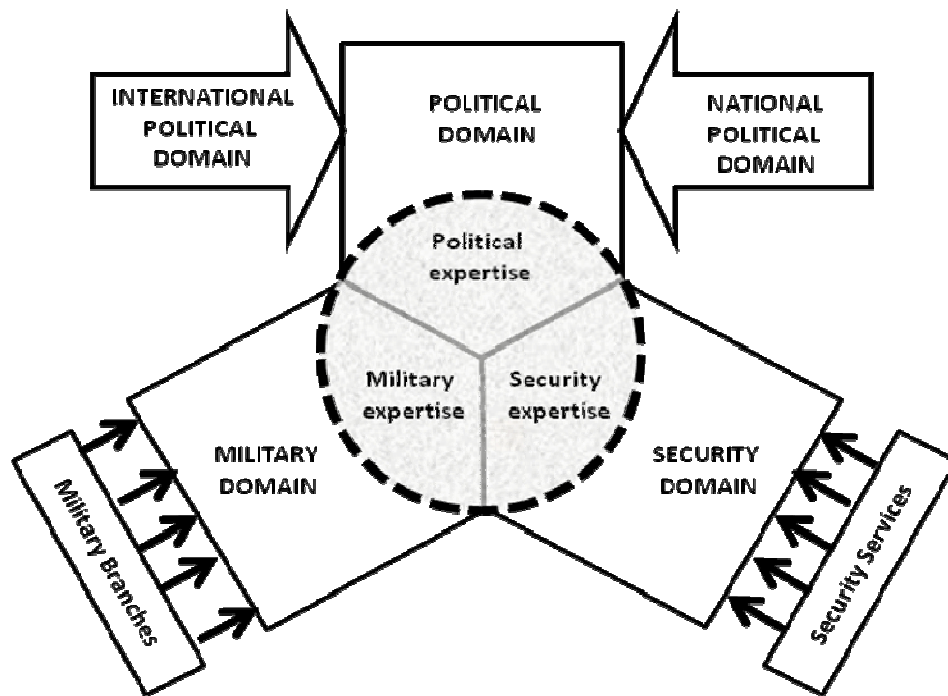 INTERNATIONAL
POLITICAL
DOMAIN
POLITICAL
DOMAIN
NATIONAL
POLITICAL
DOMAIN
Political
expertise
Military
expertise
Security
expertise
MILITARY
DOMAIN
SECURITY
DOMAIN
Military Branches
Security Services